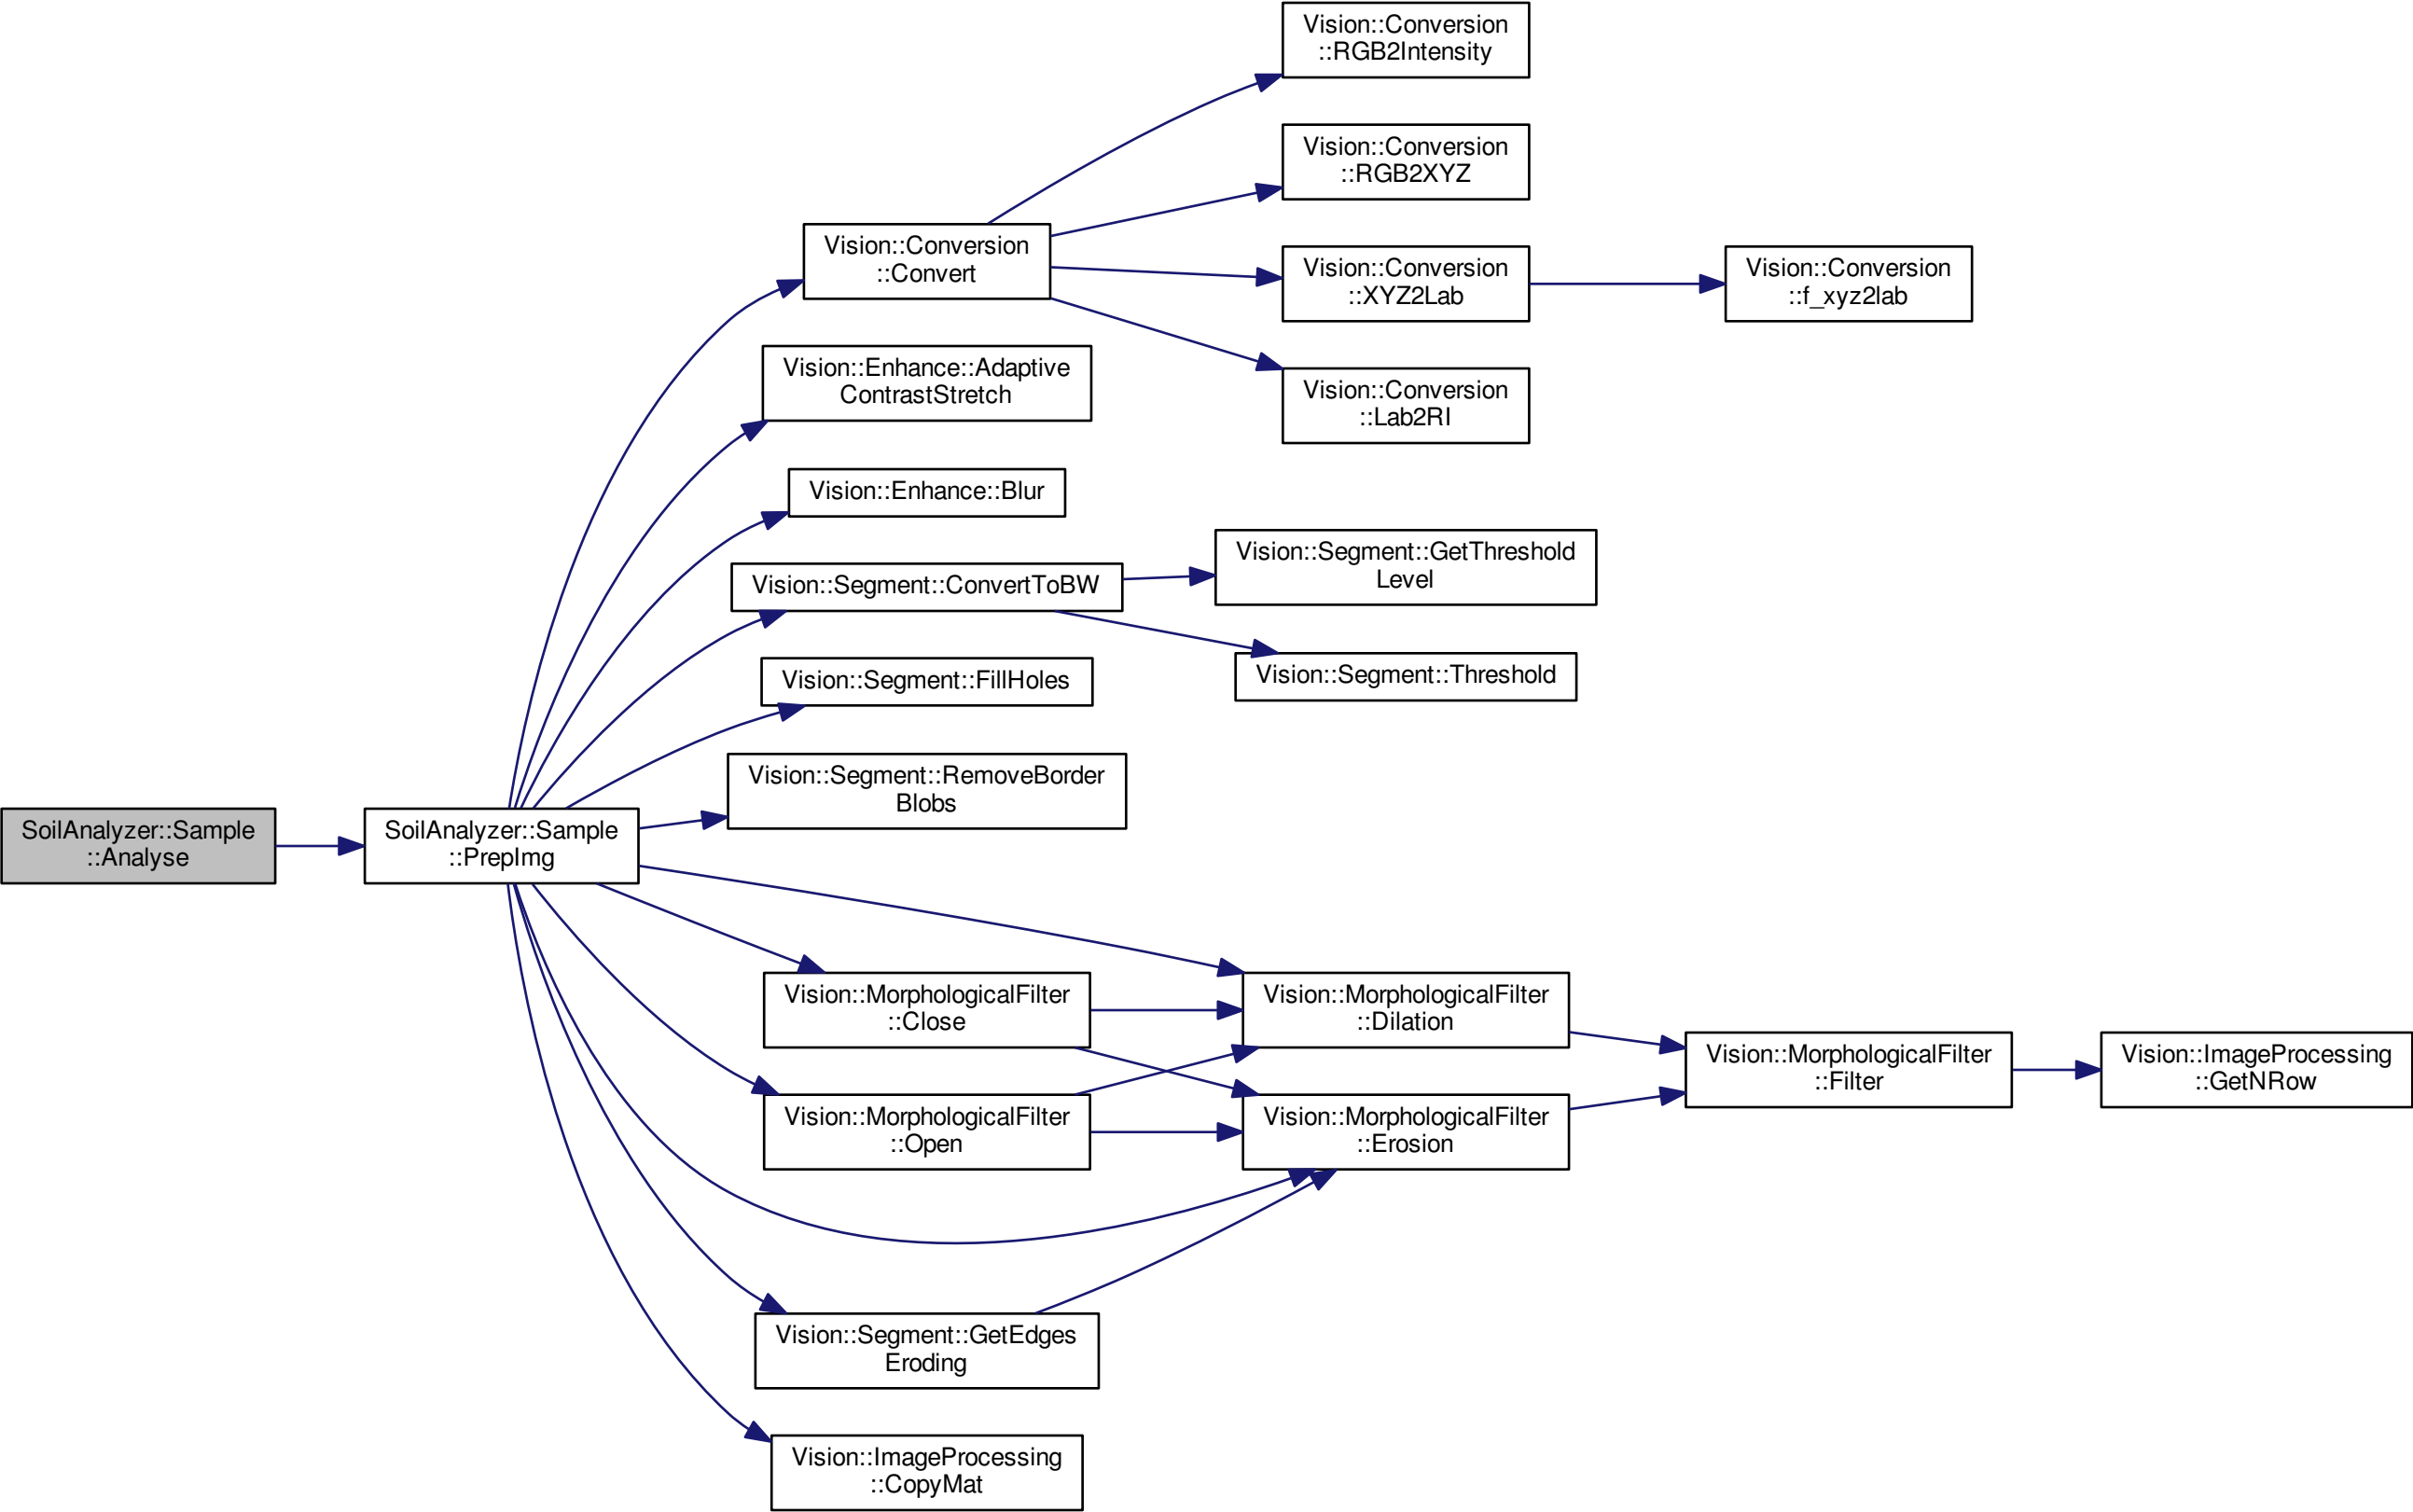 SoilAnalyzer::Sample
::Analyse
SoilAnalyzer::Sample
::PrepImg
Vision::Conversion
::Convert
Vision::Enhance::Adaptive
ContrastStretch
Vision::Enhance::Blur
Vision::Segment::ConvertToBW
Vision::Segment::FillHoles
Vision::Segment::RemoveBorder
Blobs
Vision::MorphologicalFilter
::Close
Vision::MorphologicalFilter
::Open
Vision::Segment::GetEdges
Eroding
Vision::ImageProcessing
::CopyMat
Vision::Conversion
::RGB2Intensity
Vision::Conversion
::RGB2XYZ
Vision::Conversion
::XYZ2Lab
Vision::Conversion
::Lab2RI
Vision::Segment::GetThreshold
Level
Vision::Segment::Threshold
Vision::MorphologicalFilter
::Dilation
Vision::MorphologicalFilter
::Erosion
Vision::Conversion
::f_xyz2lab
Vision::MorphologicalFilter
::Filter
Vision::ImageProcessing
::GetNRow